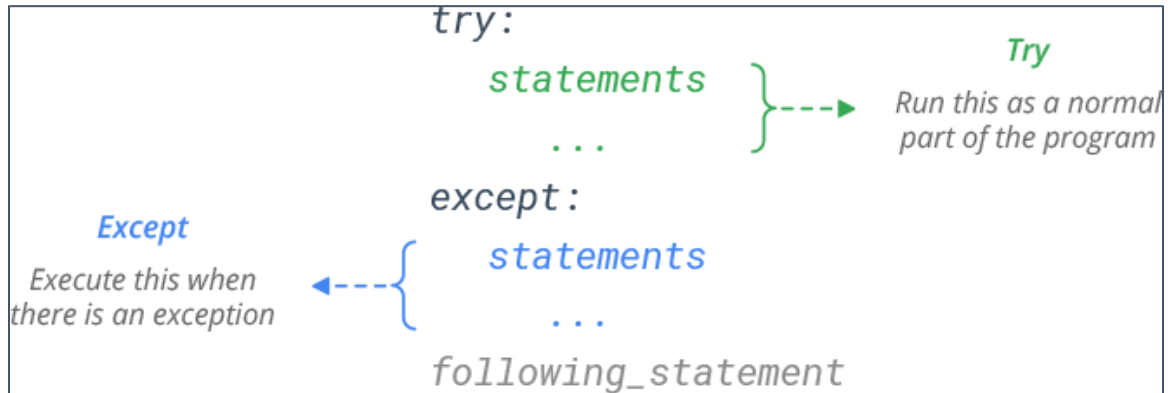 try:
statements
...
Try
Run this as a normal
part of the program
except:
Except
statements
...
Execute this when
there is an exception
following_statement